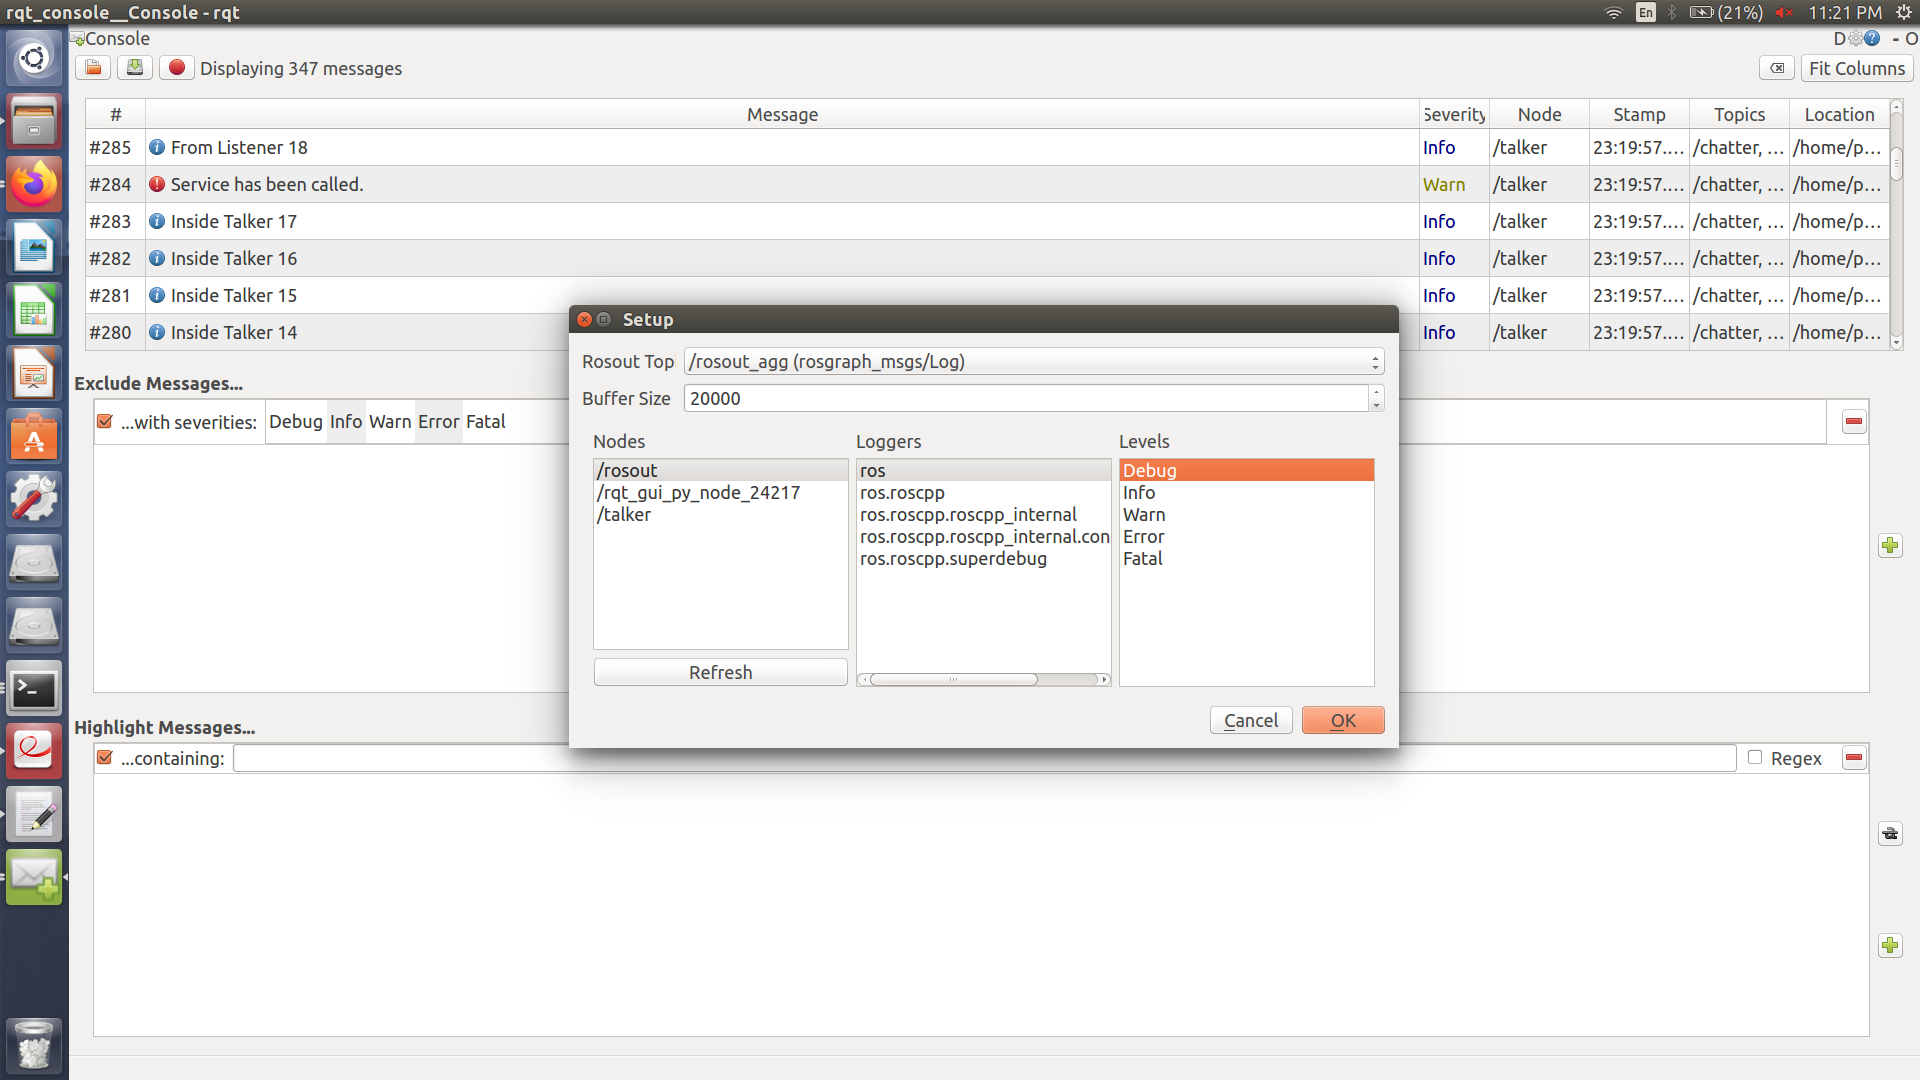 rqt_console__Console - rqt
En (21%) 11:21 PM
Console
D ? - O
Displaying 347 messages
Fit Columns
# Message Severity Node Stamp Topics Location
#285 From Listener 18 Info /talker 23:19:57.... /chatter, ... /home/p...
#284 Service has been called. Warn /talker 23:19:57.... /chatter, ... /home/p...
#283 Inside Talker 17 Info /talker 23:19:57.... /chatter, ... /home/p...
#282 Inside Talker 16 Info /talker 23:19:57.... /chatter, ... /home/p...
#281 Inside Talker 15 Info /talker 23:19:57.... /chatter, ... /home/p...
#280 Inside Talker 14 Info /talker 23:19:57.... /chatter, ... /home/p...
Setup
Rosout Top /rosout_agg (rosgraph_msgs/Log)
Buffer Size 20000
Nodes
/rosout
/rqt_gui_py_node_24217
/talker
Refresh
Loggers
ros
ros.roscpp
ros.roscpp.roscpp_internal
ros.roscpp.roscpp_internal.con
ros.roscpp.superdebug
Levels
Debug
Info
Warn
Error
Fatal
Cancel OK
Exclude Messages...
...with severities: Debug Info Warn Error Fatal
Highlight Messages...
...containing: Regex